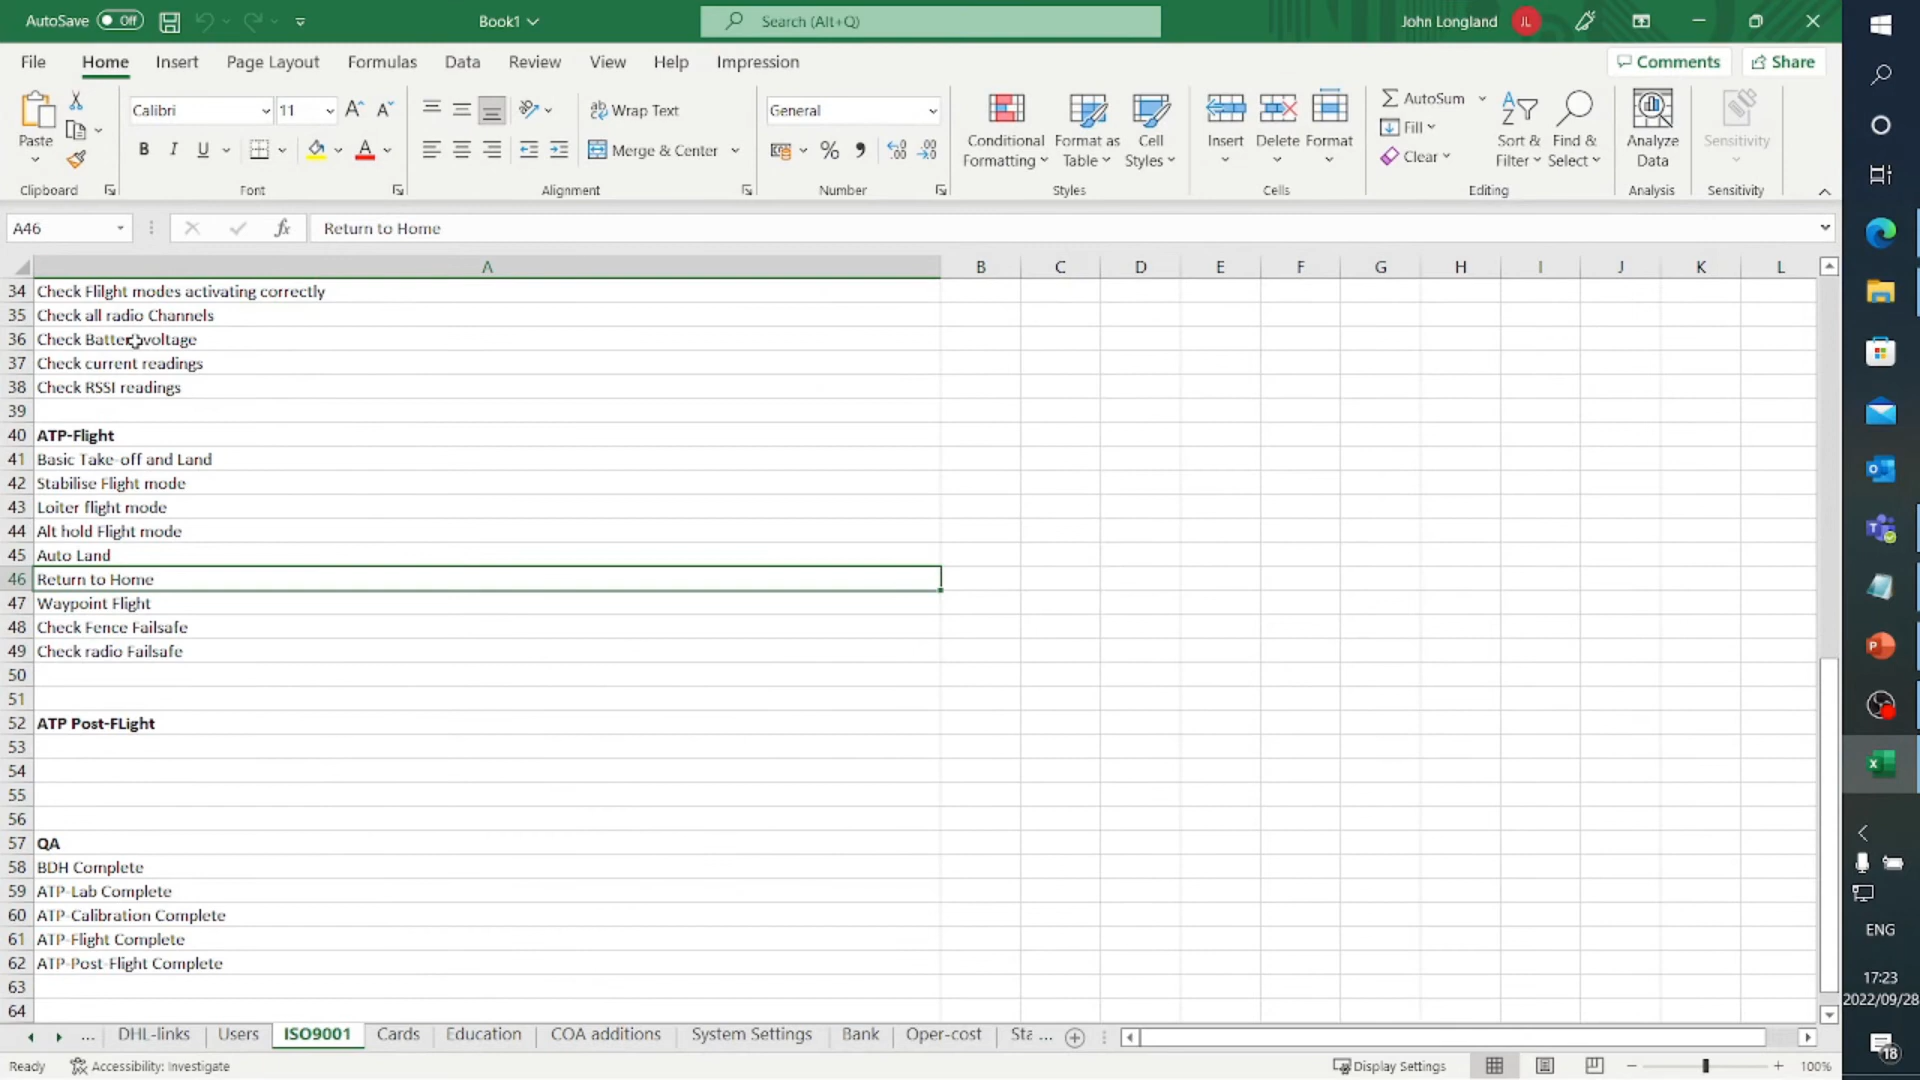 AutoSave Off Book1 Search (Alt+Q) John Longland JL
File Home Insert Page Layout Formulas Data Review View Help Impression Comments Share
Calibri 11 Wrap Text General AutoSum
Paste Conditional Format as Cell Insert Delete Format Fill Sort & Find & Analyze Sensitivity
Merge & Center Formatting Table Styles Clear Filter Select Data
Clipboard Font Alignment Number Styles Cells Editing Analysis Sensitivity
A46 fx Return to Home
A B C D E F G H I J K L
34 Check Flilght modes activating correctly
35 Check all radio Channels
36 Check Battery voltage
37 Check current readings
38 Check RSSI readings
39
40 ATP-Flight
41 Basic Take-off and Land
42 Stabilise Flight mode
43 Loiter flight mode
44 Alt hold Flight mode
45 Auto Land
46 Return to Home
47 Waypoint Flight
48 Check Fence Failsafe
49 Check radio Failsafe
50
51
52 ATP Post-FLight
53
54
55
56
57 QA
58 BDH Complete
59 ATP-Lab Complete
60 ATP-Calibration Complete
61 ATP-Flight Complete
62 ATP-Post-Flight Complete
63
64
... DHL-links Users ISO9001 Cards Education COA additions System Settings Bank Oper-cost Sta ...
Ready Accessibility: Investigate Display Settings 100%
ENG
17:23
2022/09/28
18